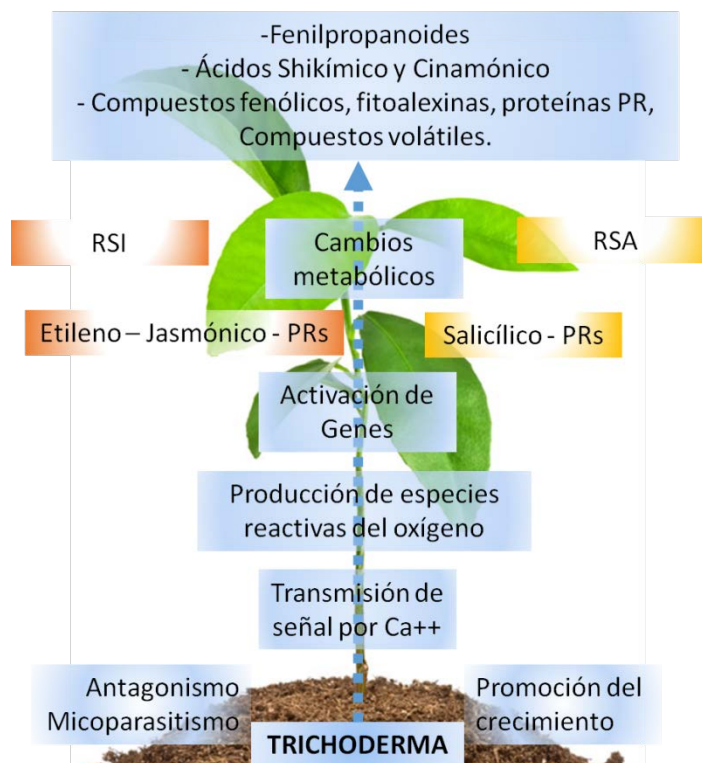 -Fenilpropanoides
- Ácidos Shikímico y Cinamónico
- Compuestos fenólicos, fitoalexinas, proteínas PR,
Compuestos volátiles.
RSI
Cambios
metabólicos
RSA
Etileno – Jasmónico - PRs
Salicílico - PRs
Activación de
Genes
Producción de especies
reactivas del oxígeno
Transmisión de
señal por Ca++
Antagonismo
Micoparasitismo
Promoción del
crecimiento
TRICHODERMA